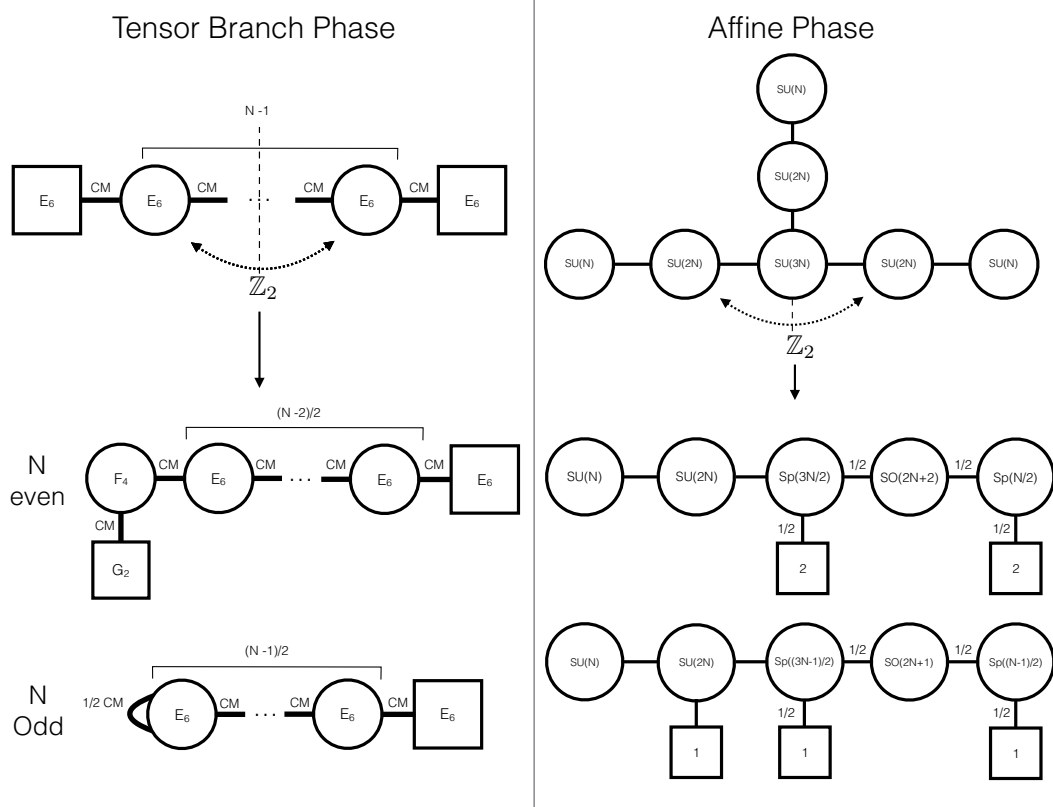 Tensor Branch Phase
N -1
E₆ CM E₆ CM ... CM E₆ CM E₆
ℤ₂
N
even
(N -2)/2
F₄ CM E₆ CM ... CM E₆ CM E₆
CM
G₂
N
Odd
(N -1)/2
1/2 CM E₆ CM ... CM E₆ CM E₆
Affine Phase
SU(N)
SU(2N)
SU(N) SU(2N) SU(3N) SU(2N) SU(N)
ℤ₂
SU(N) SU(2N) Sp(3N/2) 1/2 SO(2N+2) 1/2 Sp(N/2)
1/2 1/2
2 2
SU(N) SU(2N) Sp((3N-1)/2) 1/2 SO(2N+1) 1/2 Sp((N-1)/2)
1/2 1/2
1 1 1